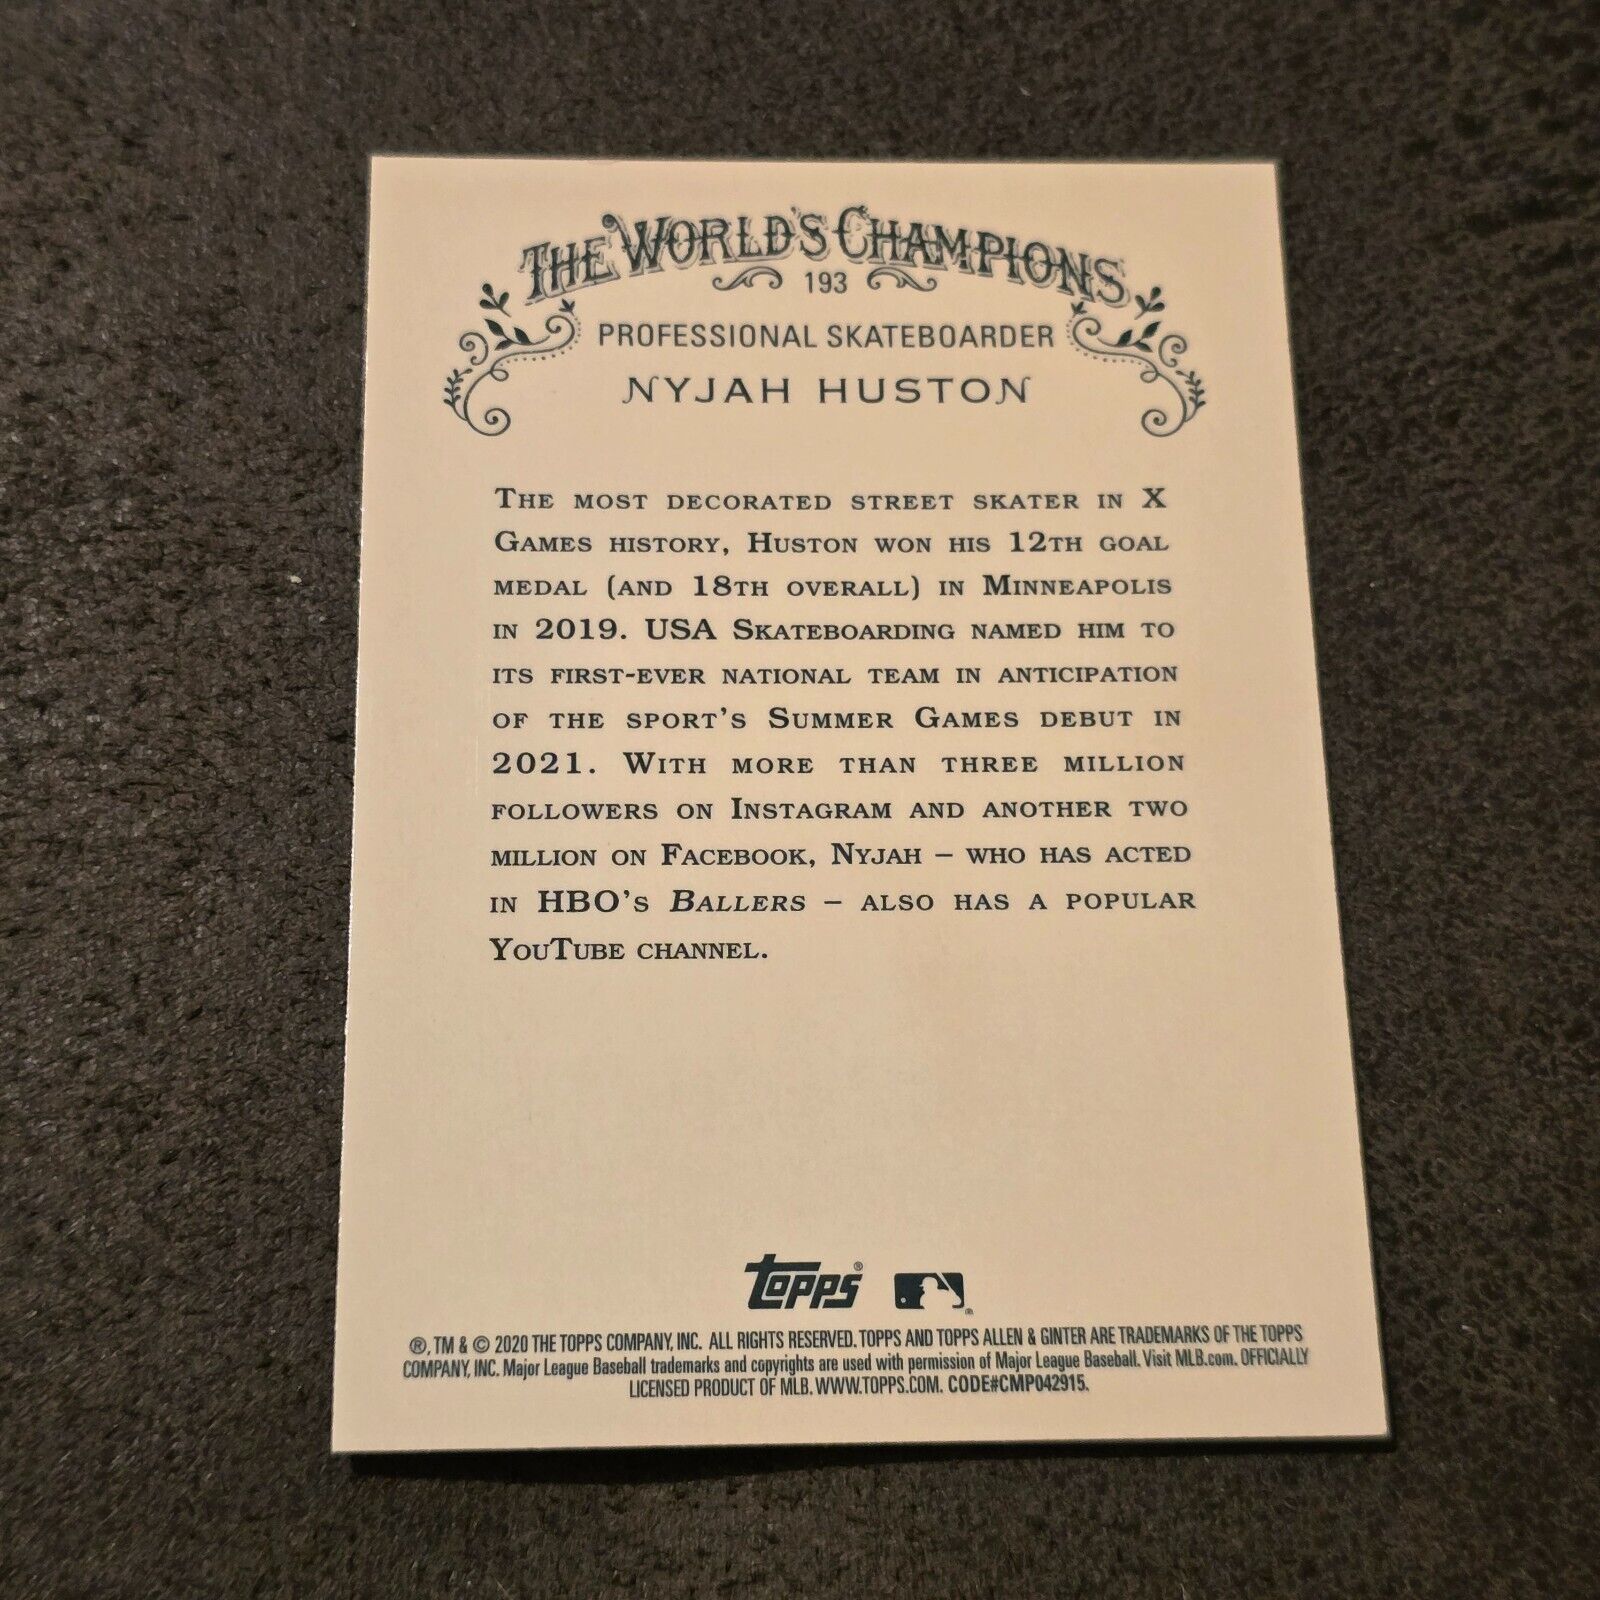 THE WORLD'S CHAMPIONS
193
PROFESSIONAL SKATEBOARDER
NYJAH HUSTON
THE MOST DECORATED STREET SKATER IN X
GAMES HISTORY, HUSTON WON HIS 12TH GOAL
MEDAL (AND 18TH OVERALL) IN MINNEAPOLIS
IN 2019. USA SKATEBOARDING NAMED HIM TO
ITS FIRST-EVER NATIONAL TEAM IN ANTICIPATION
OF THE SPORT'S SUMMER GAMES DEBUT IN
2021. WITH MORE THAN THREE MILLION
FOLLOWERS ON INSTAGRAM AND ANOTHER TWO
MILLION ON FACEBOOK, NYJAH – WHO HAS ACTED
IN HBO'S BALLERS – ALSO HAS A POPULAR
YOUTUBE CHANNEL.
Topps®
®
®, TM & © 2020 THE TOPPS COMPANY, INC. ALL RIGHTS RESERVED. TOPPS AND TOPPS ALLEN & GINTER ARE TRADEMARKS OF THE TOPPS
COMPANY, INC. Major League Baseball trademarks and copyrights are used with permission of Major League Baseball. Visit MLB.com. OFFICIALLY
LICENSED PRODUCT OF MLB. WWW.TOPPS.COM. CODE#CMP042915.